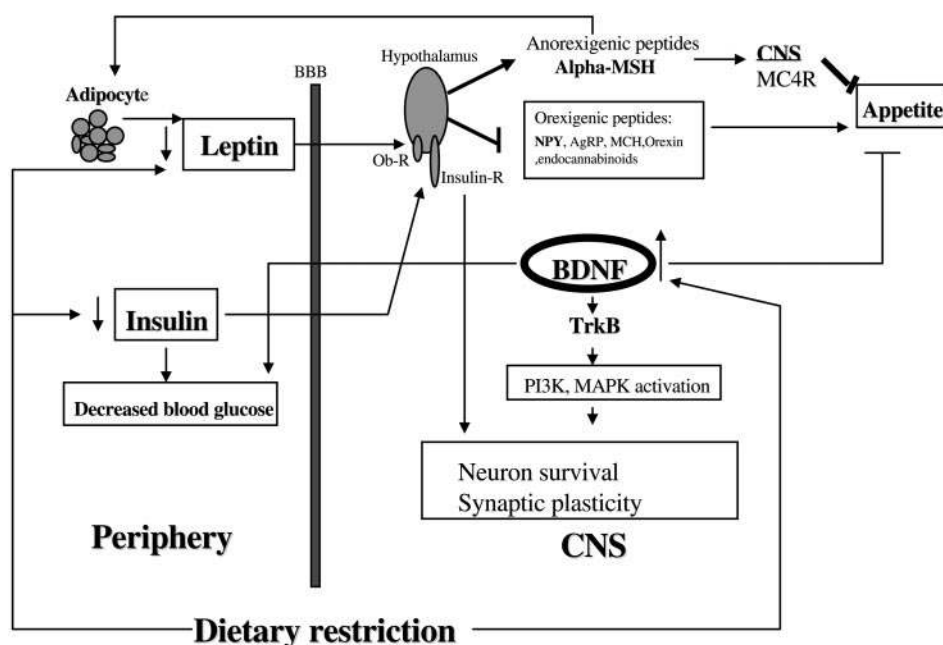 Hypothalamus
Anorexigenic peptides
Alpha-MSH
CNS
MC4R
BBB
Adipocyte
Appetite
Leptin
Orexigenic peptides:
NPY, AgRP, MCH,Orexin
,endocannabinoids
Ob-R
Insulin-R
BDNF
Insulin
TrkB
PI3K, MAPK activation
Decreased blood glucose
Neuron survival
Synaptic plasticity
Periphery
CNS
Dietary restriction